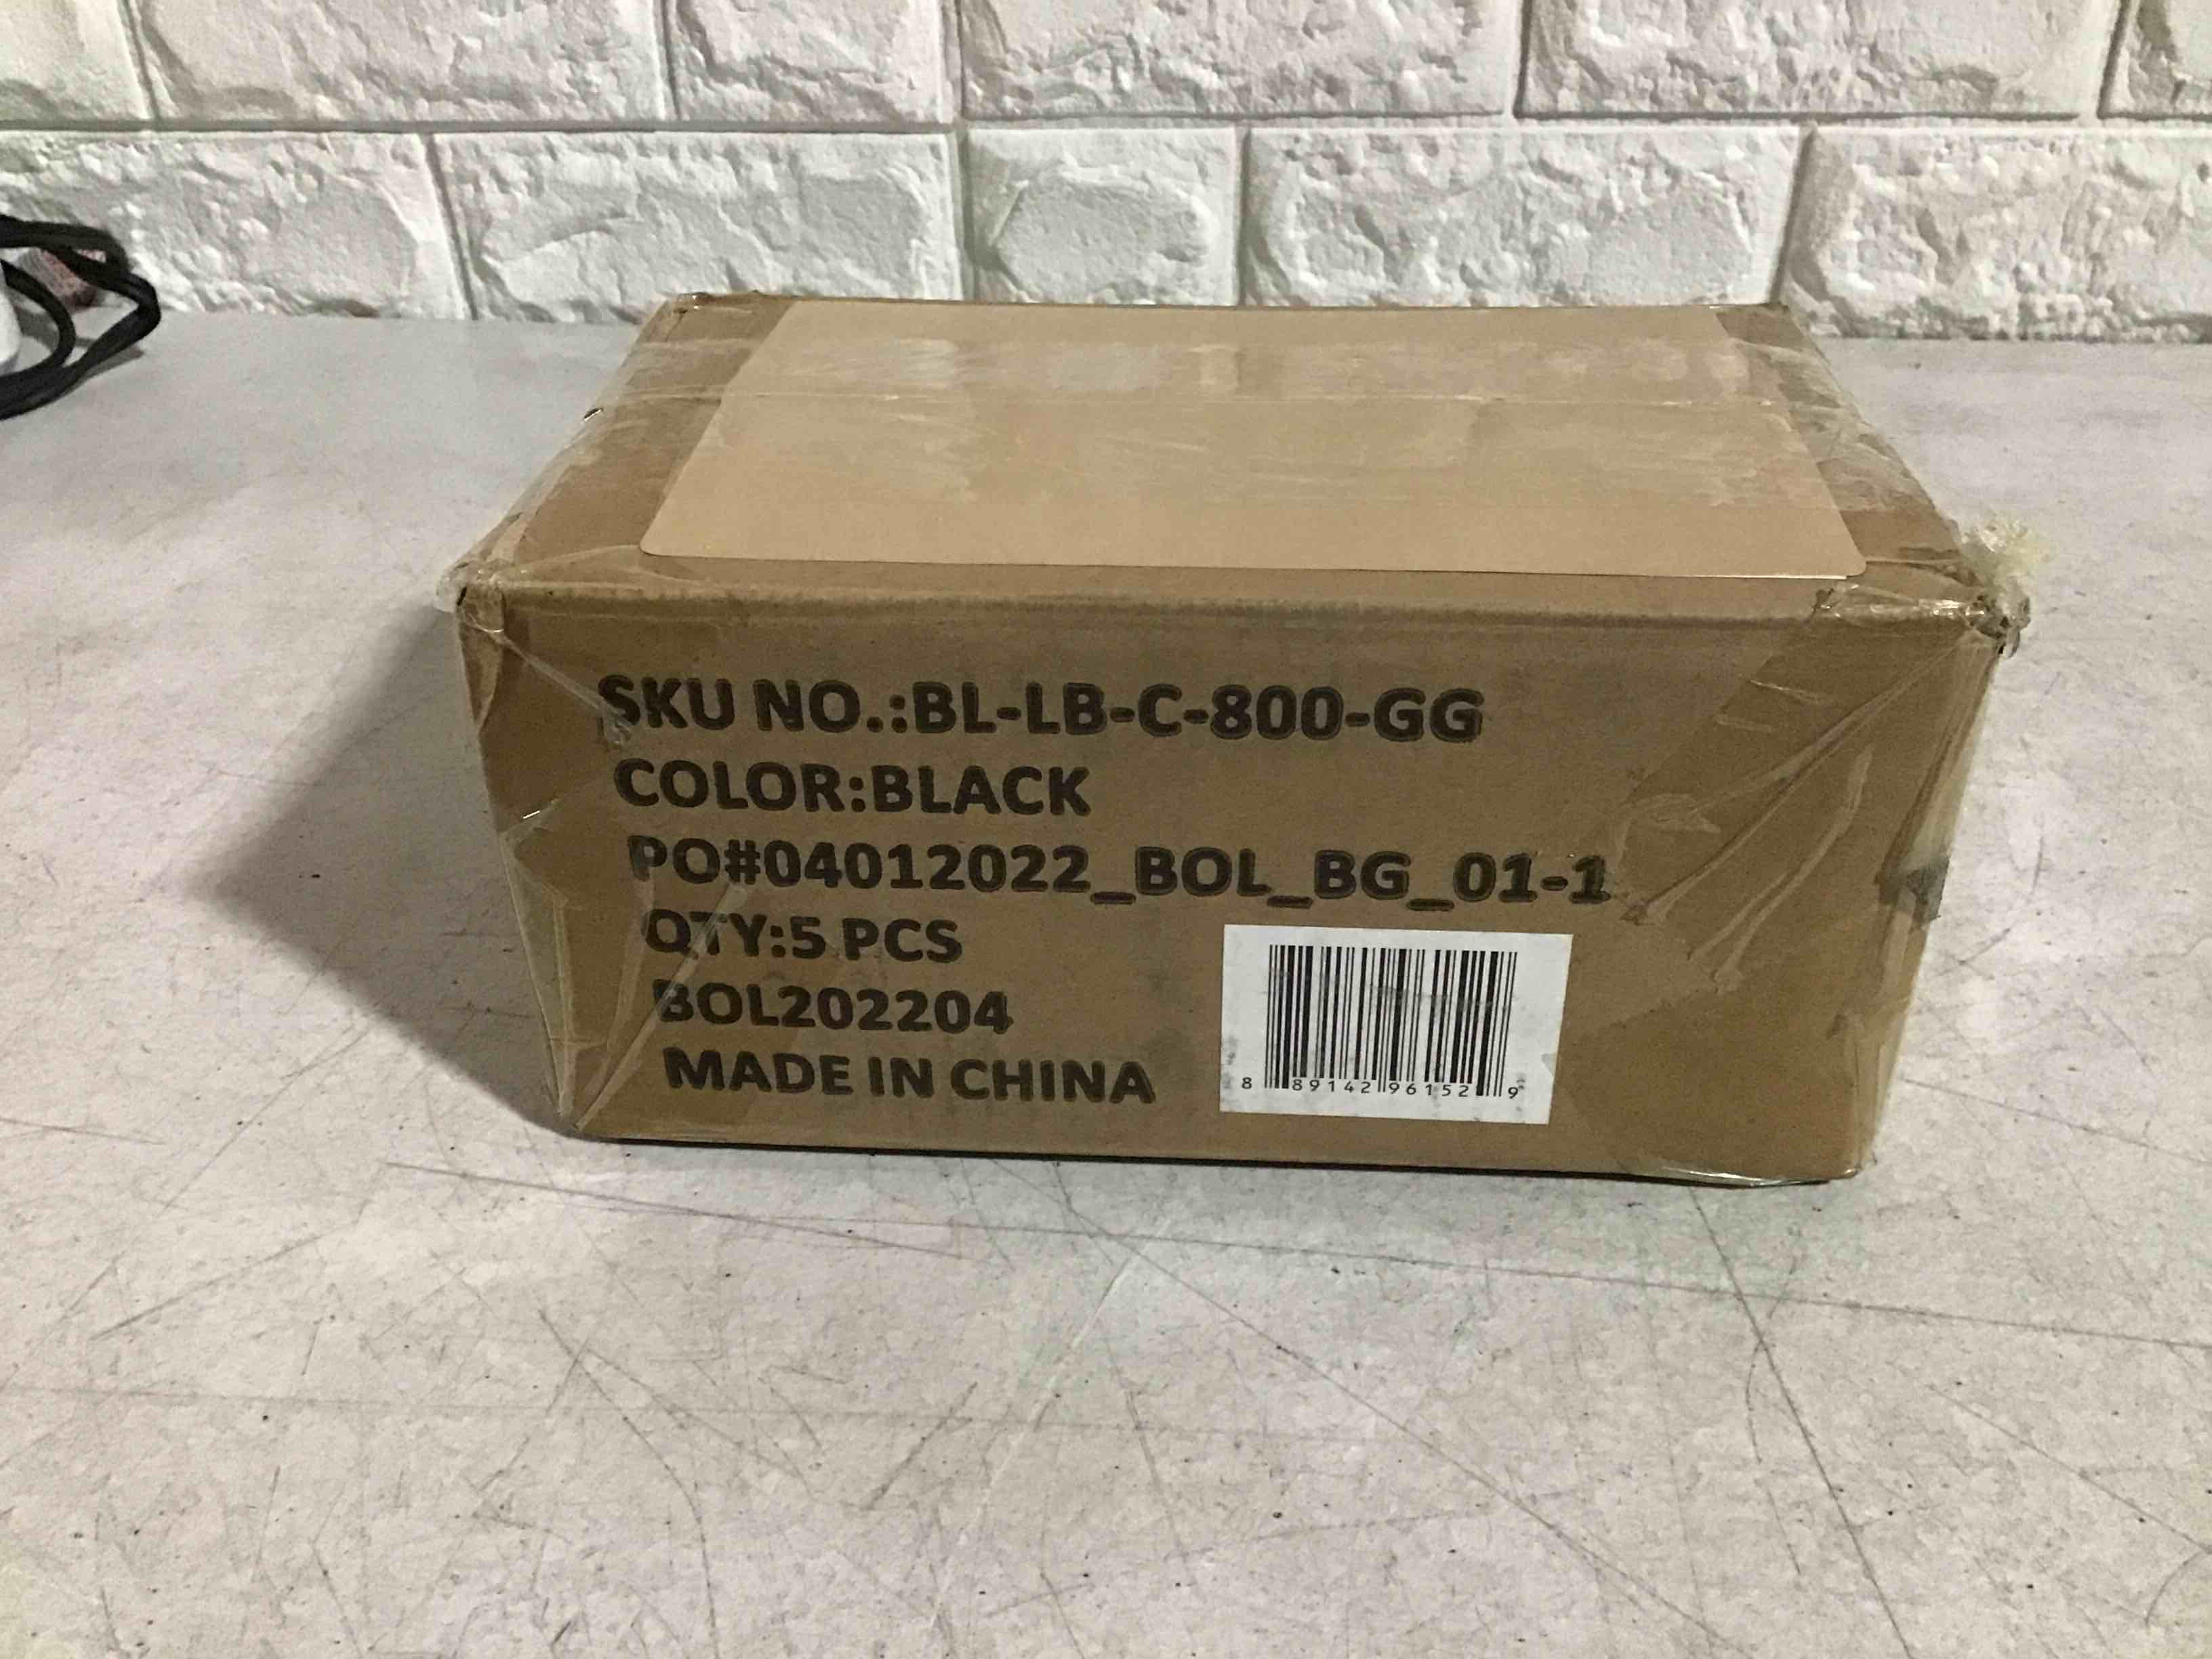 SKU NO.:BL-LB-C-800-GG
COLOR:BLACK
PO#04012022_BOL_BG_01-1
QTY:5 PCS
BOL202204
MADE IN CHINA
8 89142 96152 9